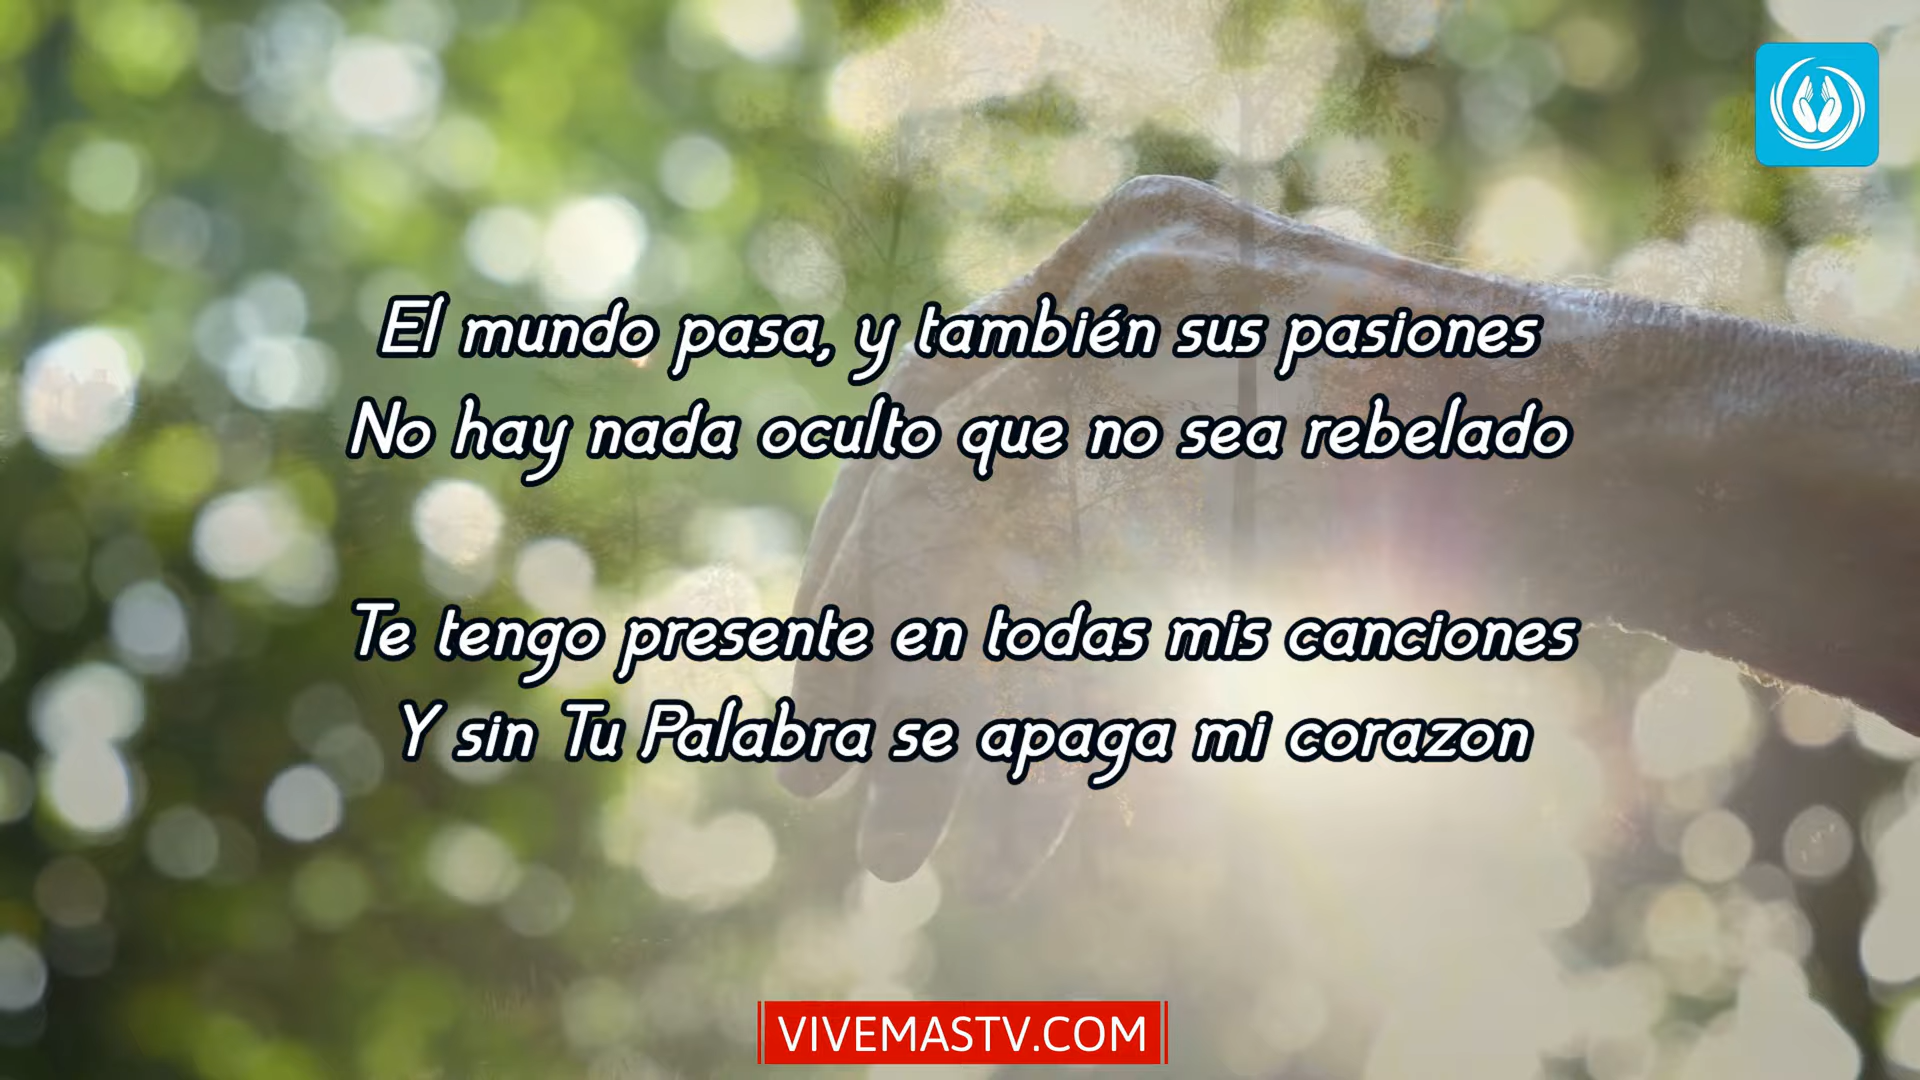 El mundo pasa, y también sus pasiones
No hay nada oculto que no sea rebelado
Te tengo presente en todas mis canciones
Y sin Tu Palabra se apaga mi corazon
VIVEMASTV.COM